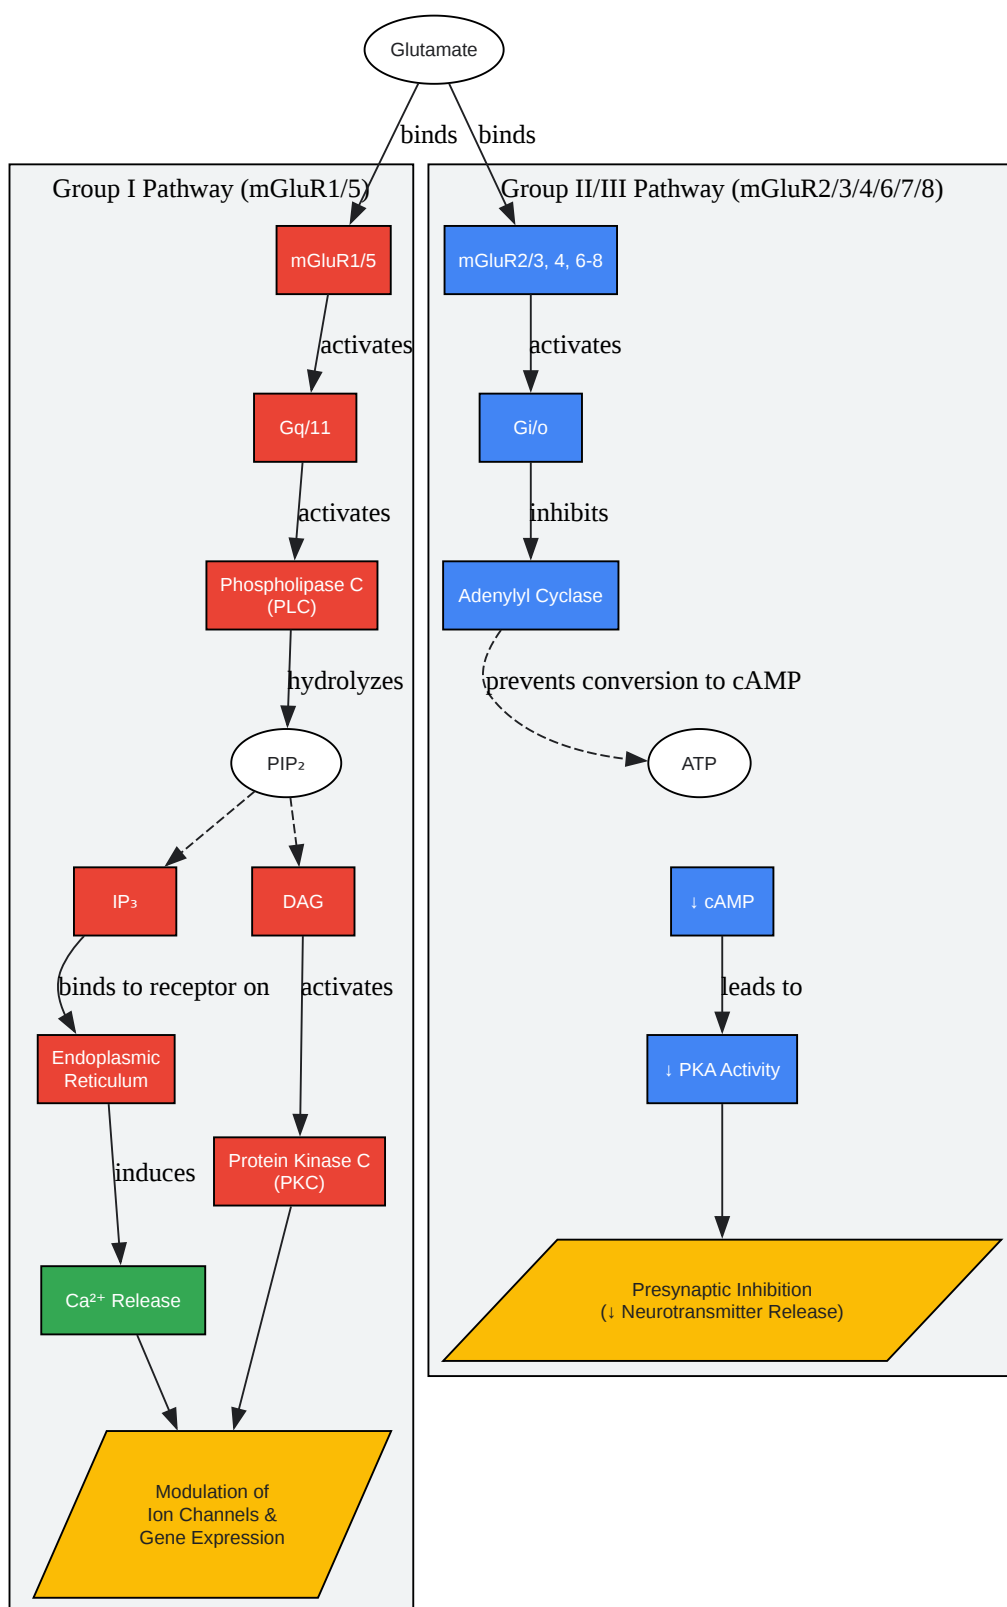 Glutamate
binds
binds
Group I Pathway (mGluR1/5)
mGluR1/5
activates
Gq/11
activates
Phospholipase C
(PLC)
hydrolyzes
PIP₂
IP₃
DAG
binds to receptor on
activates
Endoplasmic
Reticulum
induces
Protein Kinase C
(PKC)
Ca²⁺ Release
Modulation of
Ion Channels &
Gene Expression
Group II/III Pathway (mGluR2/3/4/6/7/8)
mGluR2/3, 4, 6-8
activates
Gi/o
inhibits
Adenylyl Cyclase
prevents conversion to cAMP
ATP
↓ cAMP
leads to
↓ PKA Activity
Presynaptic Inhibition
(↓ Neurotransmitter Release)